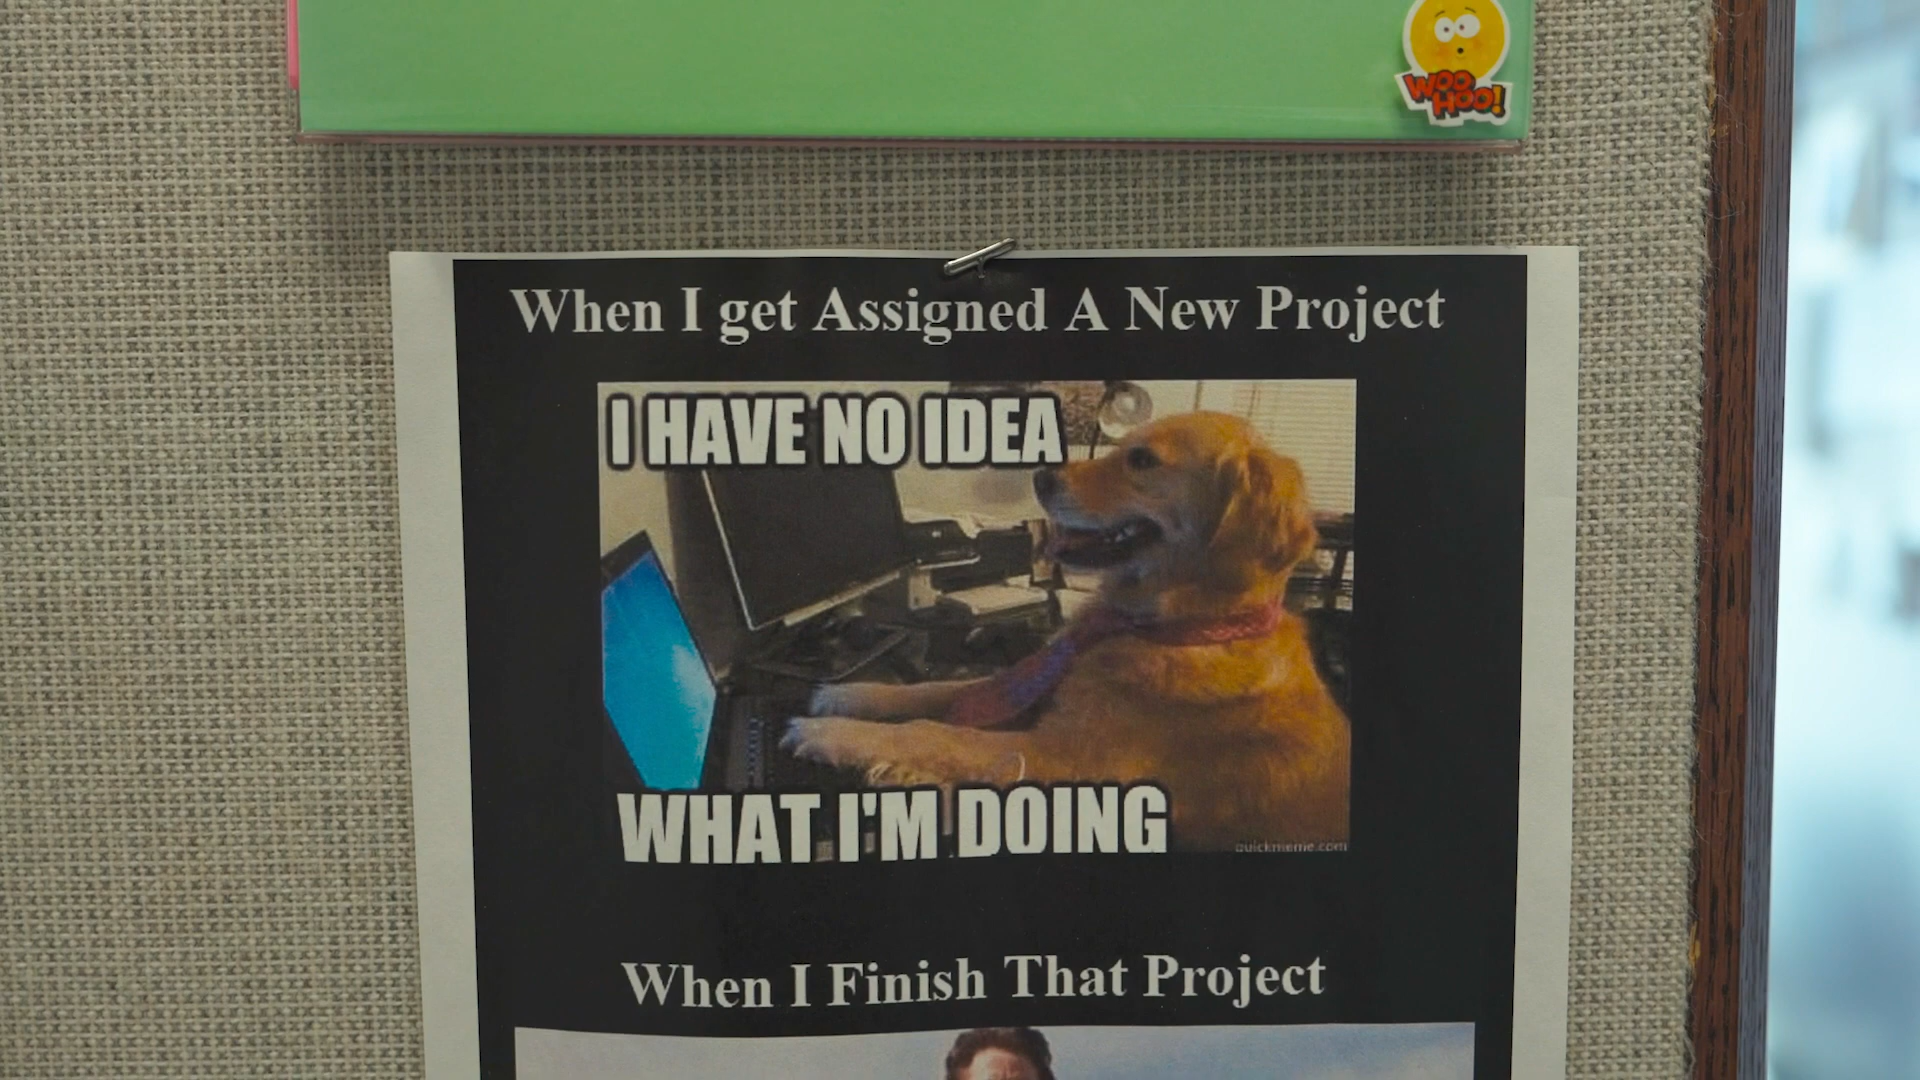 WOO
HOO!
When I get Assigned A New Project
I HAVE NO IDEA
WHAT I'M DOING
quickmeme.com
When I Finish That Project